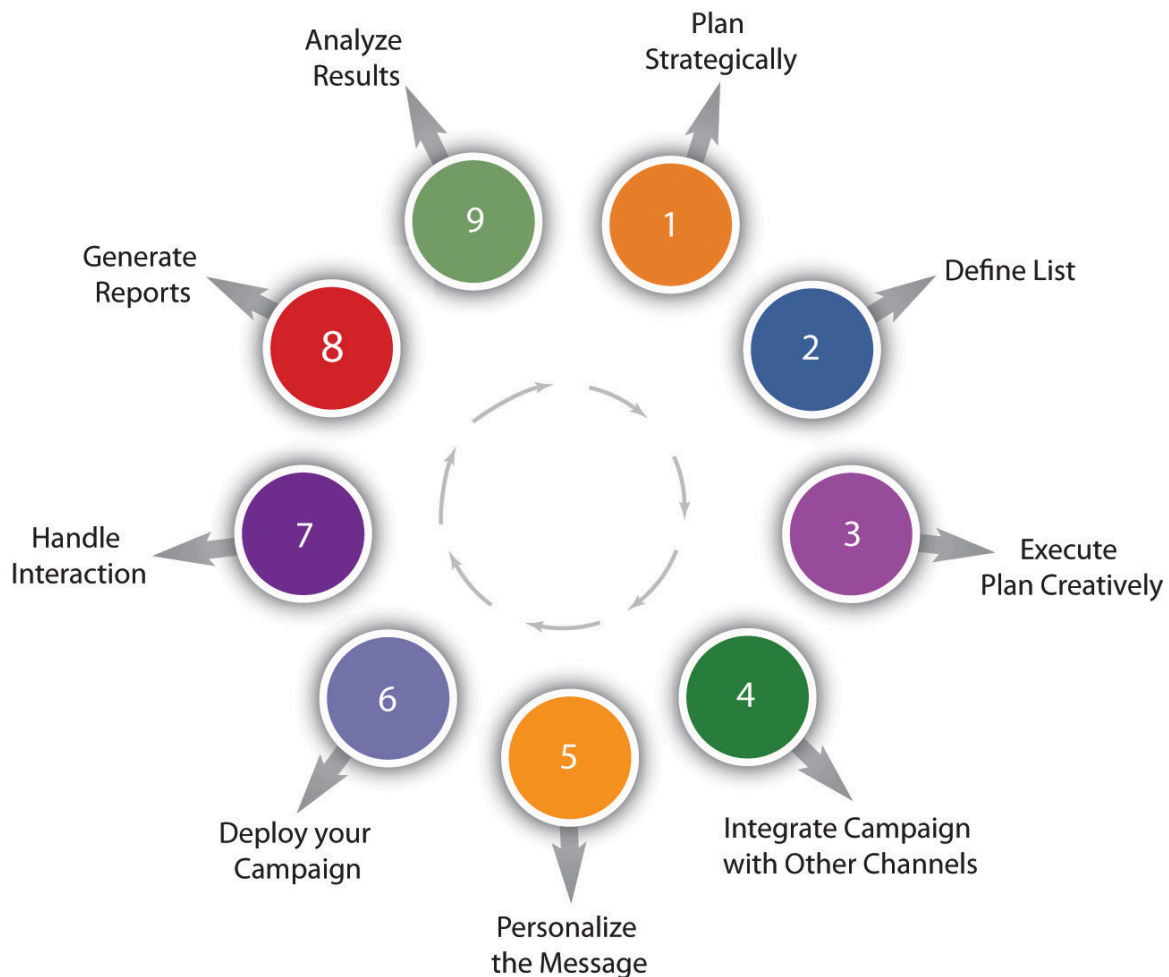 1
Plan
Strategically
2
Define List
3
Execute
Plan Creatively
4
Integrate Campaign
with Other Channels
5
Personalize
the Message
6
Deploy your
Campaign
7
Handle
Interaction
8
Generate
Reports
9
Analyze
Results